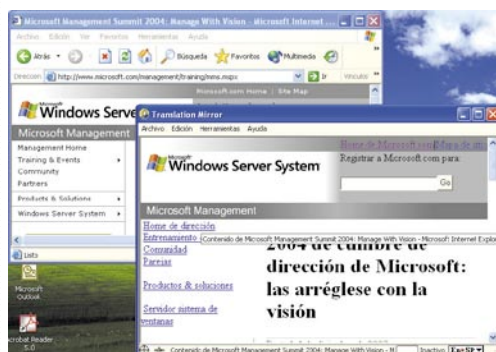 Microsoft Management Summit 2004: Manage With Vision - Microsoft Internet ...
Archivo Edición Ver Favoritos Herramientas Ayuda
Atrás Búsqueda Favoritos Multimedia
Dirección http://www.microsoft.com/management/training/mms.mspx Ir Vínculos
Microsoft.com Home | Site Map
Microsoft
Windows Serve
Microsoft Management
Management Home
Training & Events
Community
Partners
Products & Solutions
Windows Server System
Listo
Microsoft
Outlook
Acrobat Reader
5.0
Translation Mirror
Archivo Edición Herramientas Ayuda
Home de Microsoft.com
Registrar a Microsoft.com para:
Go
Microsoft
Windows Server System
Microsoft Management
Home de dirección
Entrenamiento
Contenido de Microsoft Management Summit 2004: Manage With Vision - Microsoft Internet Explo
Comunidad
Parejas
Productos & soluciones
Servidor sistema de
ventanas
2004 de cumbre de
dirección de Microsoft:
las arréglese con la
visión
Contenido de Microsoft Management Summit 2004: Manage With Vision - M
Inactivo En:SP